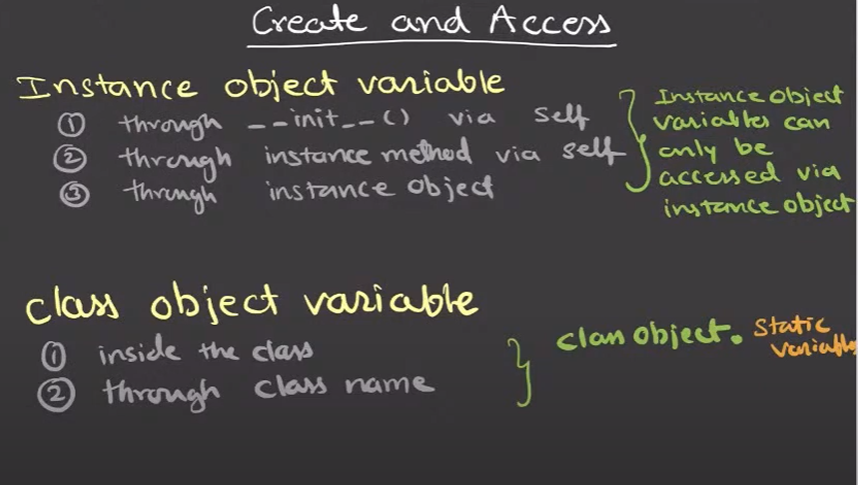 Create and Access
Instance object variable
① through __init__() via self
② through instance method via self
③ through instance object
Instance Object
variables can
only be
accessed via
instance object
Class object variable
① inside the class
② through class name
Class Object. Static
variables